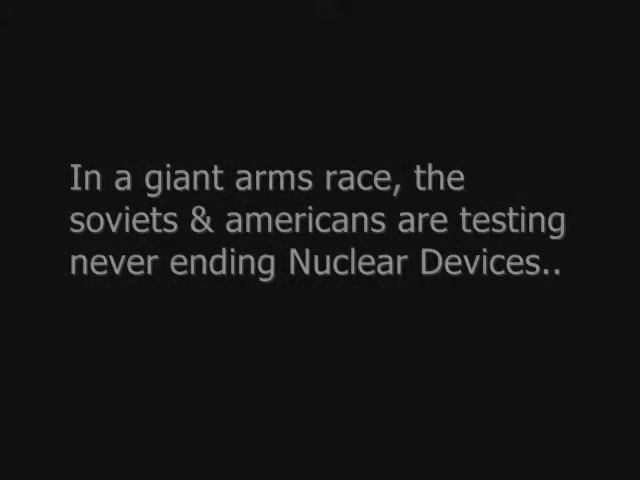 In a giant arms race, the
soviets & americans are testing
never ending Nuclear Devices..